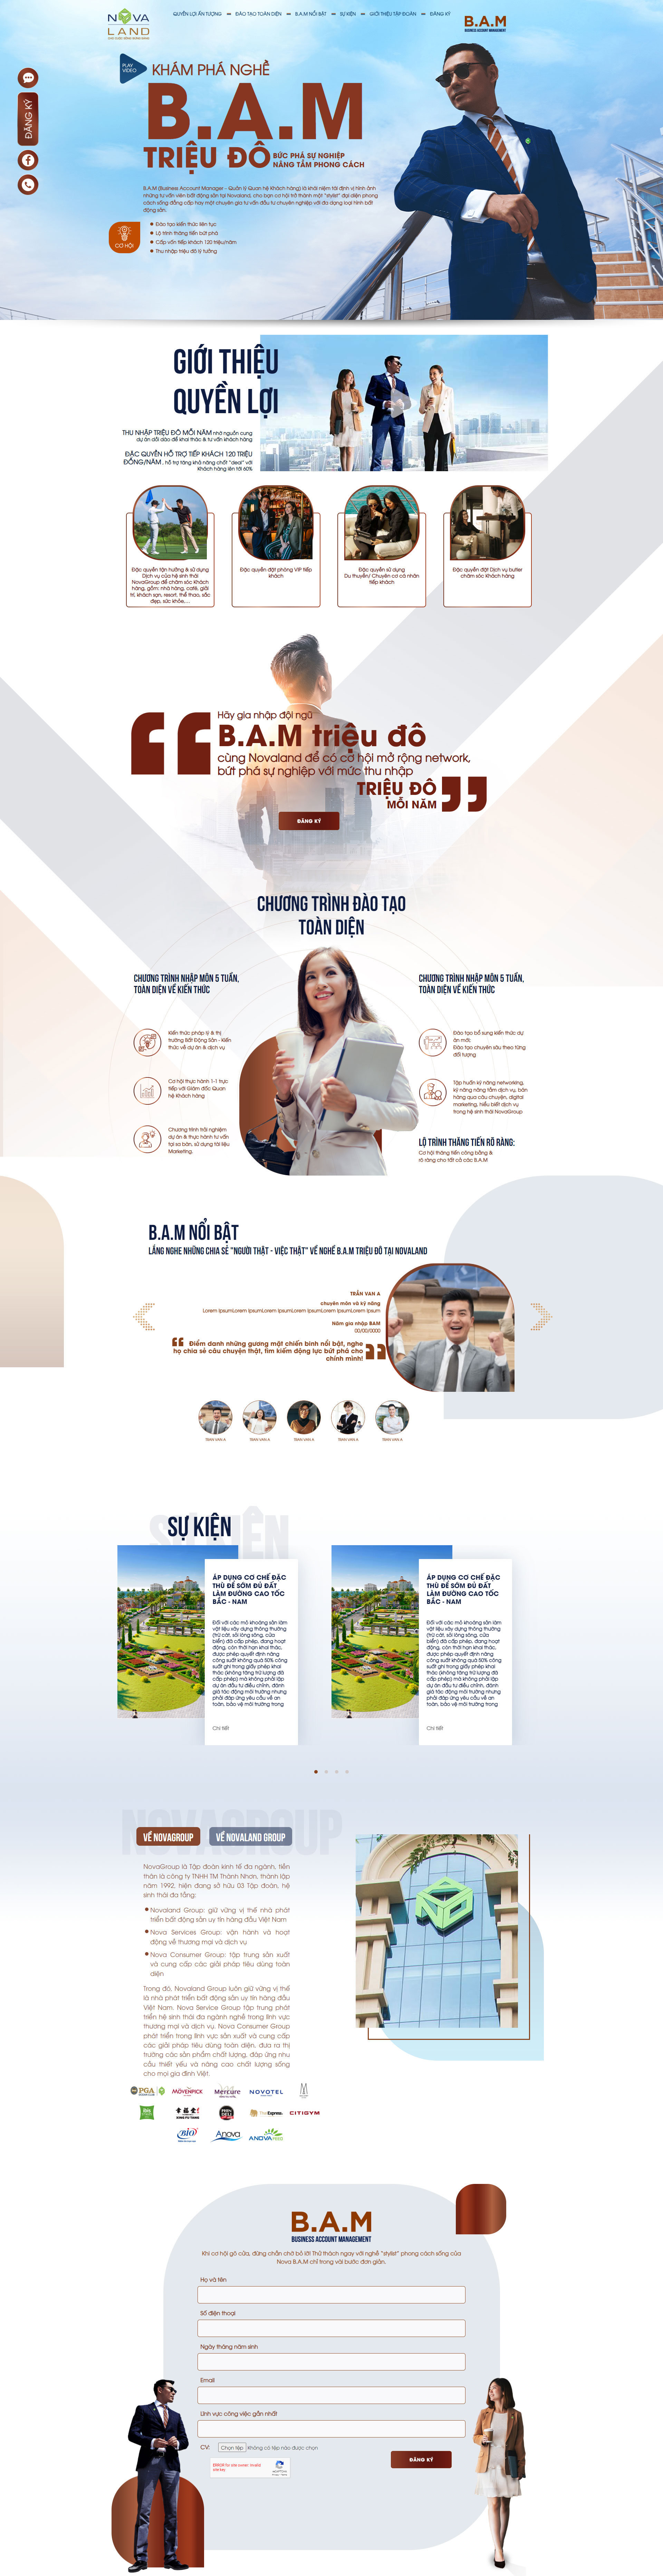 NOVA
LAND
QUYỀN LỢI ẤN TƯỢNG
ĐÀO TẠO TOÀN DIỆN
B.A.M NỔI BẬT
SỰ KIỆN
GIỚI THIỆU TẬP ĐOÀN
ĐĂNG KÝ
B.A.M
BUSINESS ACCOUNT MANAGEMENT
ĐĂNG KÝ
PLAY
VIDEO
KHÁM PHÁ NGHỀ
B.A.M
TRIỆU ĐÔ
BỨC PHÁ SỰ NGHIỆP
NÂNG TẦM PHONG CÁCH
B.A.M (Business Account Manager - Quản lý Quan hệ Khách hàng) là khái niệm tái định vị hình ảnh
những tư vấn viên bất động sản tại Novaland, cho bạn cơ hội trở thành một "stylist" đại diện phong
cách sống đẳng cấp hay một chuyên gia tư vấn đầu tư chuyên nghiệp với đa dạng loại hình bất
động sản.
CƠ HỘI
Đào tạo kiến thức liên tục
Lộ trình thăng tiến bứt phá
Cấp vốn tiếp khách 120 triệu/năm
Thu nhập triệu đô lý tưởng
GIỚI THIỆU
QUYỀN LỢI
THU NHẬP TRIỆU ĐÔ MỖI NĂM nhờ nguồn cung
dự án dồi dào để khai thác & tư vấn khách hàng
ĐẶC QUYỀN HỖ TRỢ TIẾP KHÁCH 120 TRIỆU
ĐỒNG/NĂM , hỗ trợ tăng khả năng chốt "deal" với
Khách hàng lên tới 60%
Đặc quyền tận hưởng & sử dụng
Dịch vụ của hệ sinh thái
NovaGroup để chăm sóc Khách
hàng, gồm: nhà hàng, café, giải
trí, khách sạn, resort, thể thao, sắc
đẹp, sức khỏe,...
Đặc quyền đặt phòng VIP tiếp
khách
Đặc quyền sử dụng
Du thuyền/ Chuyên cơ cá nhân
tiếp khách
Đặc quyền đặt Dịch vụ butler
chăm sóc Khách hàng
Hãy gia nhập đội ngũ
B.A.M triệu đô
cùng Novaland để có cơ hội mở rộng network,
bứt phá sự nghiệp với mức thu nhập
TRIỆU ĐÔ
MỖI NĂM
ĐĂNG KÝ
CHƯƠNG TRÌNH ĐÀO TẠO
TOÀN DIỆN
CHƯƠNG TRÌNH NHẬP MÔN 5 TUẦN,
TOÀN DIỆN VỀ KIẾN THỨC
Kiến thức pháp lý & thị
trường Bất Động Sản - Kiến
thức về dự án & dịch vụ
Cơ hội thực hành 1-1 trực
tiếp với Giám đốc Quan
hệ Khách hàng
Chương trình trải nghiệm
dự án & thực hành tư vấn
tại sa bàn, sử dụng tài liệu
Marketing.
CHƯƠNG TRÌNH NHẬP MÔN 5 TUẦN,
TOÀN DIỆN VỀ KIẾN THỨC
Đào tạo bổ sung kiến thức dự
án mới:
Đào tạo chuyên sâu theo từng
đối tượng
Tập huấn kỹ năng networking,
kỹ năng nâng tầm dịch vụ, bán
hàng qua câu chuyện, digital
marketing, hiểu biết dịch vụ
trong hệ sinh thái NovaGroup
LỘ TRÌNH THĂNG TIẾN RÕ RÀNG:
Cơ hội thăng tiến công bằng &
rõ ràng cho tất cả các B.A.M
B.A.M NỔI BẬT
LẮNG NGHE NHỮNG CHIA SẺ "NGƯỜI THẬT - VIỆC THẬT" VỀ NGHỀ B.A.M TRIỆU ĐÔ TẠI NOVALAND
TRẦN VAN A
chuyên môn và kỹ năng
Lorem IpsumLorem IpsumLorem IpsumLorem IpsumLorem IpsumLorem Ipsum
Năm gia nhập BAM
00/00/0000
Điểm danh những gương mặt chiến binh nổi bật, nghe
họ chia sẻ câu chuyện thật, tìm kiếm động lực bứt phá cho
chính mình!
TRAN VAN A
TRAN VAN A
TRAN VAN A
TRAN VAN A
TRAN VAN A
SỰ KIỆN
SỰ KIỆN
ÁP DỤNG CƠ CHẾ ĐẶC
THÙ ĐỂ SỚM ĐỦ ĐẤT
LÀM ĐƯỜNG CAO TỐC
BẮC - NAM
Đối với các mỏ khoáng sản làm
vật liệu xây dựng thông thường
(trừ cát, sỏi lòng sông, cửa
biển) đã cấp phép, đang hoạt
động, còn thời hạn khai thác,
được phép quyết định nâng
công suất không quá 50% công
suất ghi trong giấy phép khai
thác (không tăng trữ lượng đã
cấp phép) mà không phải lập
dự án đầu tư điều chỉnh, đánh
giá tác động môi trường nhưng
phải đáp ứng yêu cầu về an
toàn, bảo vệ môi trường trong
Chi tiết
ÁP DỤNG CƠ CHẾ ĐẶC
THÙ ĐỂ SỚM ĐỦ ĐẤT
LÀM ĐƯỜNG CAO TỐC
BẮC - NAM
Đối với các mỏ khoáng sản làm
vật liệu xây dựng thông thường
(trừ cát, sỏi lòng sông, cửa
biển) đã cấp phép, đang hoạt
động, còn thời hạn khai thác,
được phép quyết định nâng
công suất không quá 50% công
suất ghi trong giấy phép khai
thác (không tăng trữ lượng đã
cấp phép) mà không phải lập
dự án đầu tư điều chỉnh, đánh
giá tác động môi trường nhưng
phải đáp ứng yêu cầu về an
toàn, bảo vệ môi trường trong
Chi tiết
NOVAGROUP
VỀ NOVAGROUP
VỀ NOVALAND GROUP
NovaGroup là Tập đoàn kinh tế đa ngành, tiền
thân là công ty TNHH TM Thành Nhơn, thành lập
năm 1992, hiện đang sở hữu 03 Tập đoàn, hệ
sinh thái đa tầng:
Novaland Group: giữ vững vị thế nhà phát
triển bất động sản uy tín hàng đầu Việt Nam
Nova Services Group: vận hành và hoạt
động về thương mại và dịch vụ
Nova Consumer Group: tập trung sản xuất
và cung cấp các giải pháp tiêu dùng toàn
diện
Trong đó, Novaland Group luôn giữ vững vị thế
là nhà phát triển bất động sản uy tín hàng đầu
Việt Nam. Nova Service Group tập trung phát
triển hệ sinh thái đa ngành nghề trong lĩnh vực
thương mại và dịch vụ. Nova Consumer Group
phát triển trong lĩnh vực sản xuất và cung cấp
các giải pháp tiêu dùng toàn diện, đưa ra thị
trường các sản phẩm chất lượng, đáp ứng nhu
cầu thiết yếu và nâng cao chất lượng sống
cho mọi gia đình Việt.
PGA
MÖVENPICK
Mercure
NOVOTEL
CITIGYM
BIO
Anova
ANOVA FEED
B.A.M
BUSINESS ACCOUNT MANAGEMENT
Khi cơ hội gõ cửa, đừng chần chờ bỏ lỡ! Thử thách ngay với nghề "stylist" phong cách sống của
Nova B.A.M chỉ trong vài bước đơn giản.
Họ và tên
Số điện thoại
Ngày tháng năm sinh
Email
Lĩnh vực công việc gần nhất
CV:
Chọn tệp
Không có tệp nào được chọn
ERROR for site owner: Invalid
site key
reCAPTCHA
ĐĂNG KÝ